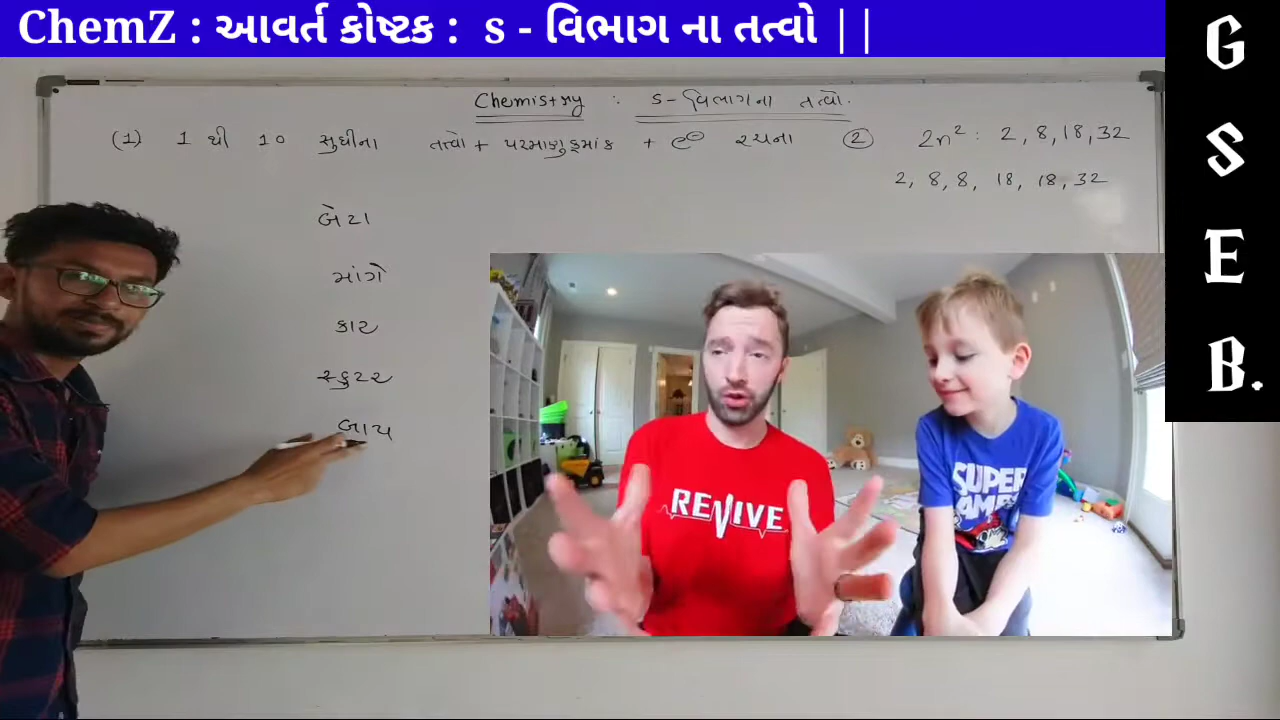 ChemZ : આવર્ત કોષ્ટક : s - વિભાગ ના તત્વો ||
G
S
E
B.
Chemistry : s - વિભાગના તત્વો.
(1) 1 થી 10 સુધીના તત્વો + પરમાણુક્રમાંક + e⊖ રચના ② 2n² : 2, 8, 18, 32
2, 8, 8, 18, 18, 32
બેટા
માંગે
કાર
સ્કુટર
બાય
REVIVE
SUPER